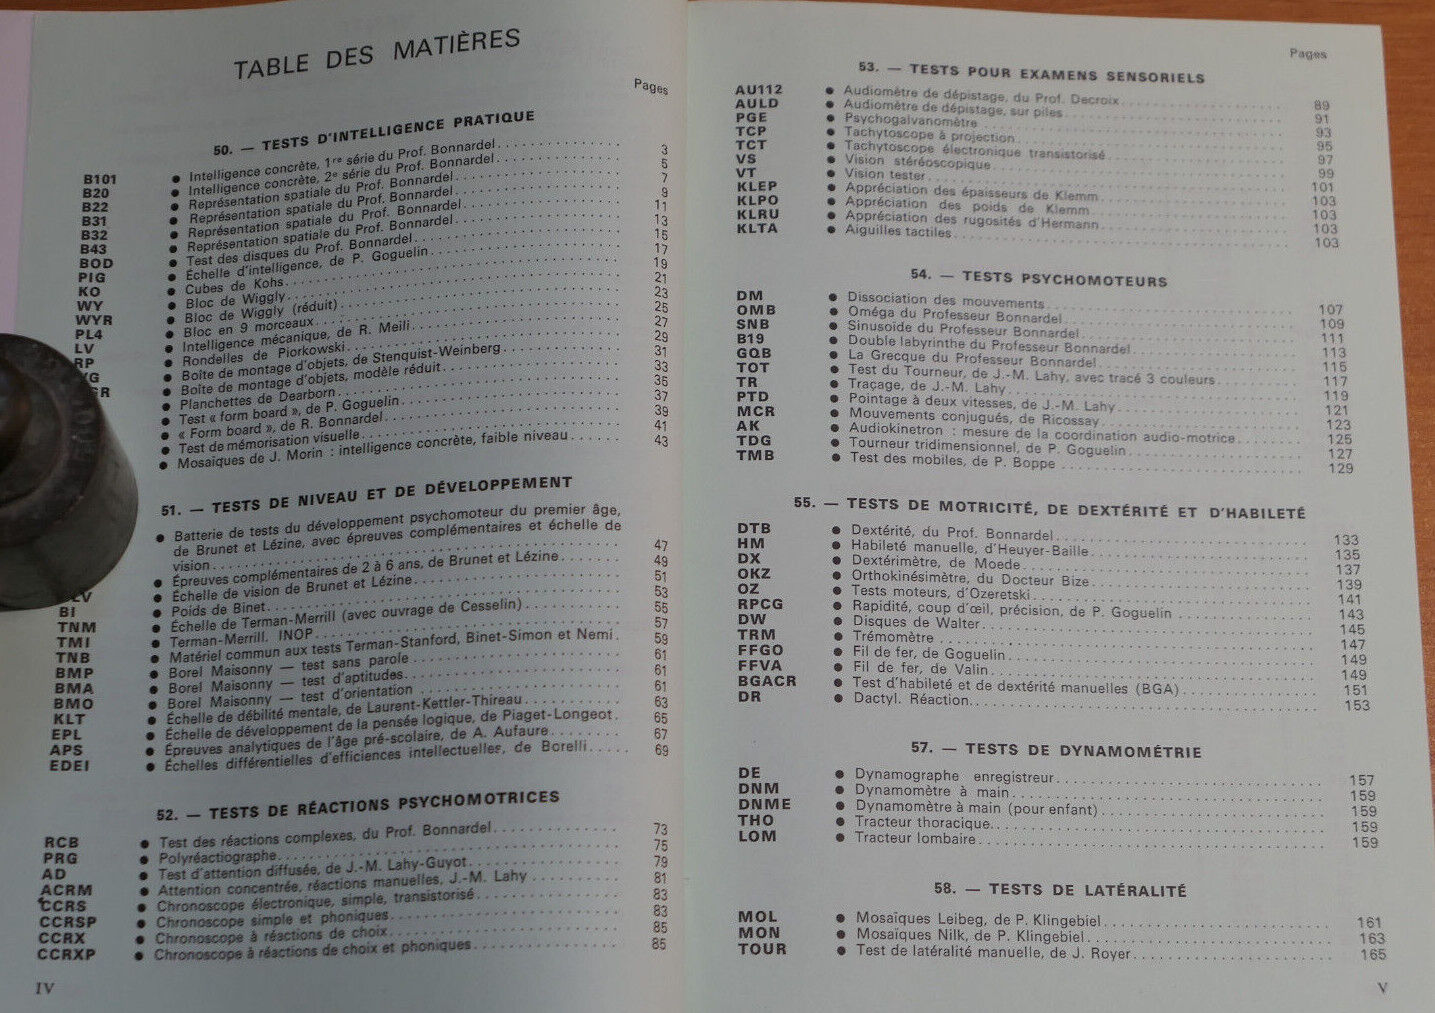 TABLE DES MATIÈRES
Pages
50. — TESTS D'INTELLIGENCE PRATIQUE
B101 ● Intelligence concrète, 1re série du Prof. Bonnardel 3
B20 ● Intelligence concrète, 2e série du Prof. Bonnardel 5
B22 ● Représentation spatiale du Prof. Bonnardel 7
B31 ● Représentation spatiale du Prof. Bonnardel 9
B32 ● Représentation spatiale du Prof. Bonnardel 11
B43 ● Représentation spatiale du Prof. Bonnardel 13
BOD ● Test des disques du Prof. Bonnardel 15
PIG ● Échelle d'intelligence, de P. Goguelin 17
KO ● Cubes de Kohs 19
WY ● Bloc de Wiggly 21
WYR ● Bloc de Wiggly (réduit) 23
PL4 ● Bloc en 9 morceaux 25
LV ● Intelligence mécanique, de R. Meili 27
RP ● Rondelles de Piorkowski 29
● Boîte de montage d'objets, de Stenquist-Weinberg 31
● Boîte de montage d'objets, modèle réduit 33
● Planchettes de Dearborn 35
● Test « form board », de P. Goguelin 37
● « Form board », de R. Bonnardel 39
● Test de mémorisation visuelle 41
● Mosaïques de J. Morin : intelligence concrète, faible niveau 43
51. — TESTS DE NIVEAU ET DE DÉVELOPPEMENT
● Batterie de tests du développement psychomoteur du premier âge,
de Brunet et Lézine, avec épreuves complémentaires et échelle de
vision 47
● Épreuves complémentaires de 2 à 6 ans, de Brunet et Lézine 49
● Échelle de vision de Brunet et Lézine 51
BI ● Poids de Binet 53
TNM ● Échelle de Terman-Merrill (avec ouvrage de Cesselin) 55
TMI ● Terman-Merrill. INOP 57
TNB ● Matériel commun aux tests Terman-Stanford, Binet-Simon et Nemi. 59
BMP ● Borel Maisonny — test sans parole 61
BMA ● Borel Maisonny — test d'aptitudes 61
BMO ● Borel Maisonny — test d'orientation 61
KLT ● Échelle de débilité mentale, de Laurent-Kettler-Thireau 63
EPL ● Échelle de développement de la pensée logique, de Piaget-Longeot. 65
APS ● Épreuves analytiques de l'âge pré-scolaire, de A. Aufaure 67
EDEI ● Échelles différentielles d'efficiences intellectuelles, de Borelli 69
52. — TESTS DE RÉACTIONS PSYCHOMOTRICES
RCB ● Test des réactions complexes, du Prof. Bonnardel 73
PRG ● Polyréactiographe 75
AD ● Test d'attention diffusée, de J.-M. Lahy-Guyot 79
ACRM ● Attention concentrée, réactions manuelles, J.-M. Lahy 81
CCRS ● Chronoscope électronique, simple, transistorisé 83
CCRSP ● Chronoscope simple et phoniques 83
CCRX ● Chronoscope à réactions de choix 85
CCRXP ● Chronoscope à réactions de choix et phoniques 85
IV
Pages
53. — TESTS POUR EXAMENS SENSORIELS
AU112 ● Audiomètre de dépistage, du Prof. Decroix 89
AULD ● Audiomètre de dépistage, sur piles 91
PGE ● Psychogalvanomètre 93
TCP ● Tachytoscope à projection 95
TCT ● Tachytoscope électronique transistorisé 97
VS ● Vision stéréoscopique 99
VT ● Vision tester 101
KLEP ● Appréciation des épaisseurs de Klemm 103
KLPO ● Appréciation des poids de Klemm 103
KLRU ● Appréciation des rugosités d'Hermann 103
KLTA ● Aiguilles tactiles 103
54. — TESTS PSYCHOMOTEURS
DM ● Dissociation des mouvements 107
OMB ● Oméga du Professeur Bonnardel 109
SNB ● Sinusoide du Professeur Bonnardel 111
B19 ● Double labyrinthe du Professeur Bonnardel 113
GQB ● La Grecque du Professeur Bonnardel 115
TOT ● Test du Tourneur, de J.-M. Lahy, avec tracé 3 couleurs 117
TR ● Traçage, de J.-M. Lahy 119
PTD ● Pointage à deux vitesses, de J.-M. Lahy 121
MCR ● Mouvements conjugués, de Ricossay 123
AK ● Audiokinetron : mesure de la coordination audio-motrice 125
TDG ● Tourneur tridimensionnel, de P. Goguelin 127
TMB ● Test des mobiles, de P. Boppe 129
55. — TESTS DE MOTRICITÉ, DE DEXTÉRITÉ ET D'HABILETÉ
DTB ● Dextérité, du Prof. Bonnardel 133
HM ● Habileté manuelle, d'Heuyer-Baille 135
DX ● Dextérimètre, de Moede 137
OKZ ● Orthokinésimètre, du Docteur Bize 139
OZ ● Tests moteurs, d'Ozeretski 141
RPCG ● Rapidité, coup d'œil, précision, de P. Goguelin 143
DW ● Disques de Walter 145
TRM ● Trémomètre 147
FFGO ● Fil de fer, de Goguelin 149
FFVA ● Fil de fer, de Valin 149
BGACR ● Test d'habileté et de dextérité manuelles (BGA) 151
DR ● Dactyl. Réaction 153
57. — TESTS DE DYNAMOMÉTRIE
DE ● Dynamographe enregistreur 157
DNM ● Dynamomètre à main 159
DNME ● Dynamomètre à main (pour enfant) 159
THO ● Tracteur thoracique 159
LOM ● Tracteur lombaire 159
58. — TESTS DE LATÉRALITÉ
MOL ● Mosaïques Leibeg, de P. Klingebiel 161
MON ● Mosaïques Nilk, de P. Klingebiel 163
TOUR ● Test de latéralité manuelle, de J. Royer 165
V